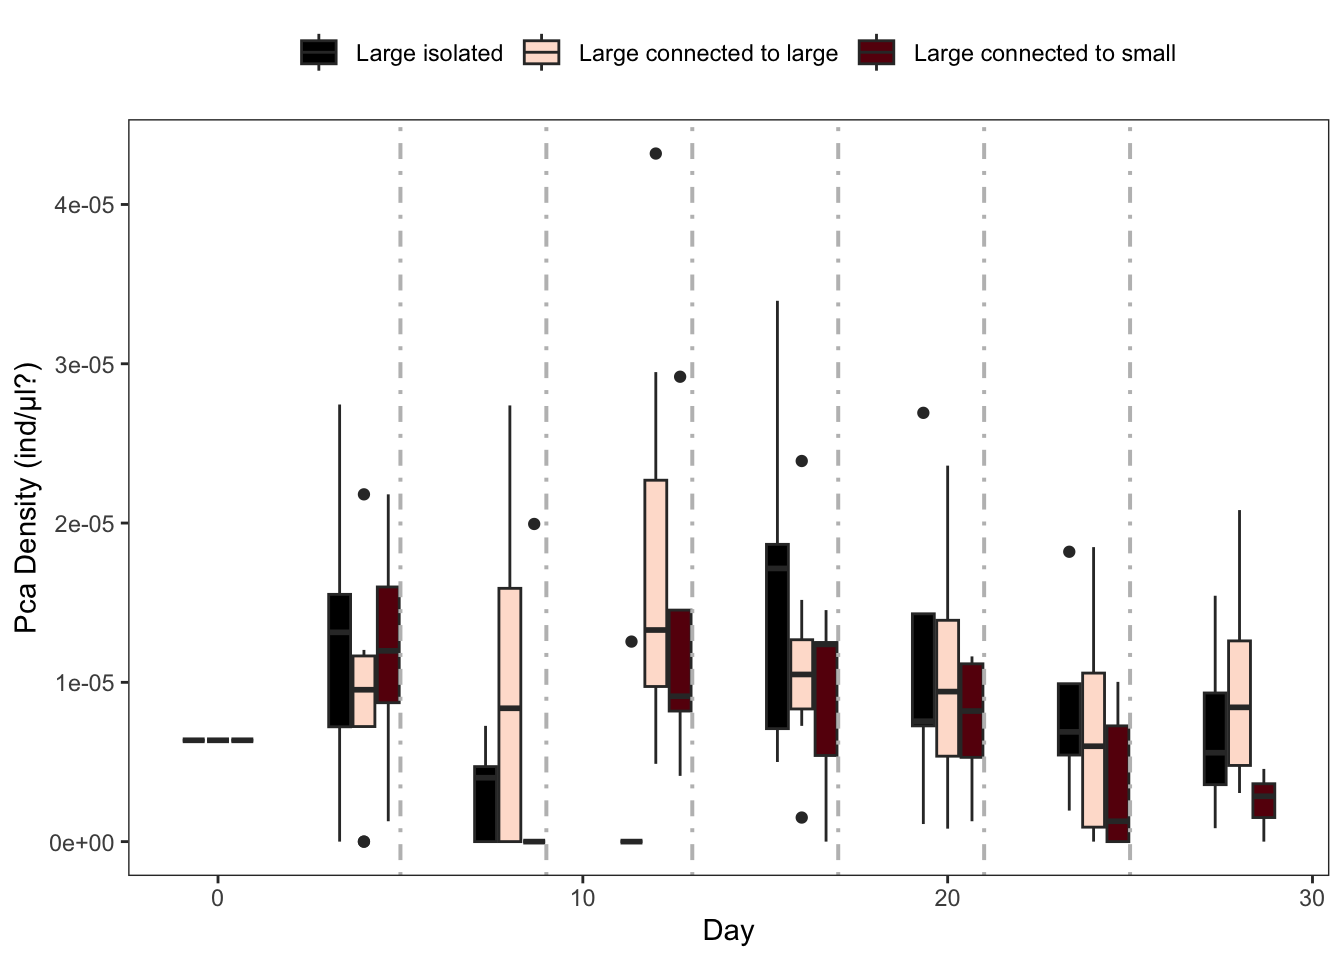 Large isolated Large connected to large Large connected to small
Pca Density (ind/µl?)
4e-05
3e-05
2e-05
1e-05
0e+00
0 10 20 30
Day